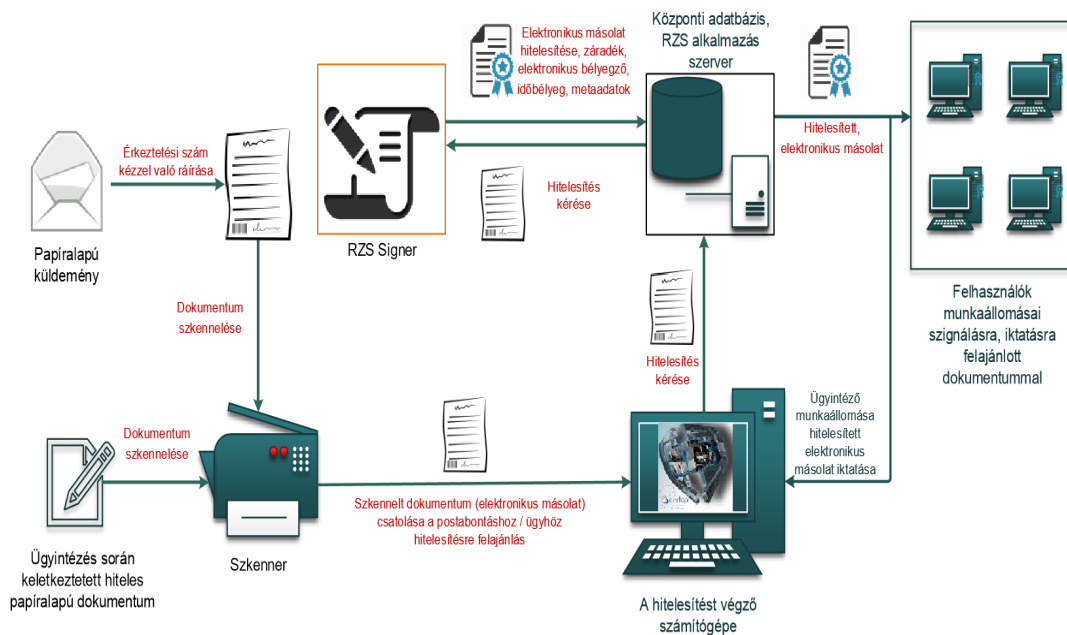 Elektronikus másolat
hitelesítése, záradék,
elektronikus bélyegző,
időbélyeg, metaadatok
Központi adatbázis,
RZS alkalmazás
szerver
Hitelesített,
elektronikus másolat
Érkeztetési szám
kézzel való ráírása
Hitelesítés
kérése
Papíralapú
küldemény
RZS Signer
Felhasználók
munkaállomásai
szignálásra, iktatásra
felajánlott
dokumentummal
Dokumentum
szkennelése
Hitelesítés
kérése
Ügyintéző
munkaállomása
hitelesített
elektronikus
másolat iktatása
Dokumentum
szkennelése
Szkennelt dokumentum (elektronikus másolat)
csatolása a postabontáshoz / ügyhöz
hitelesítésre felajánlás
Ügyintézés során
keletkeztetett hiteles
papíralapú dokumentum
Szkenner
A hitelesítést végző
számítógépe